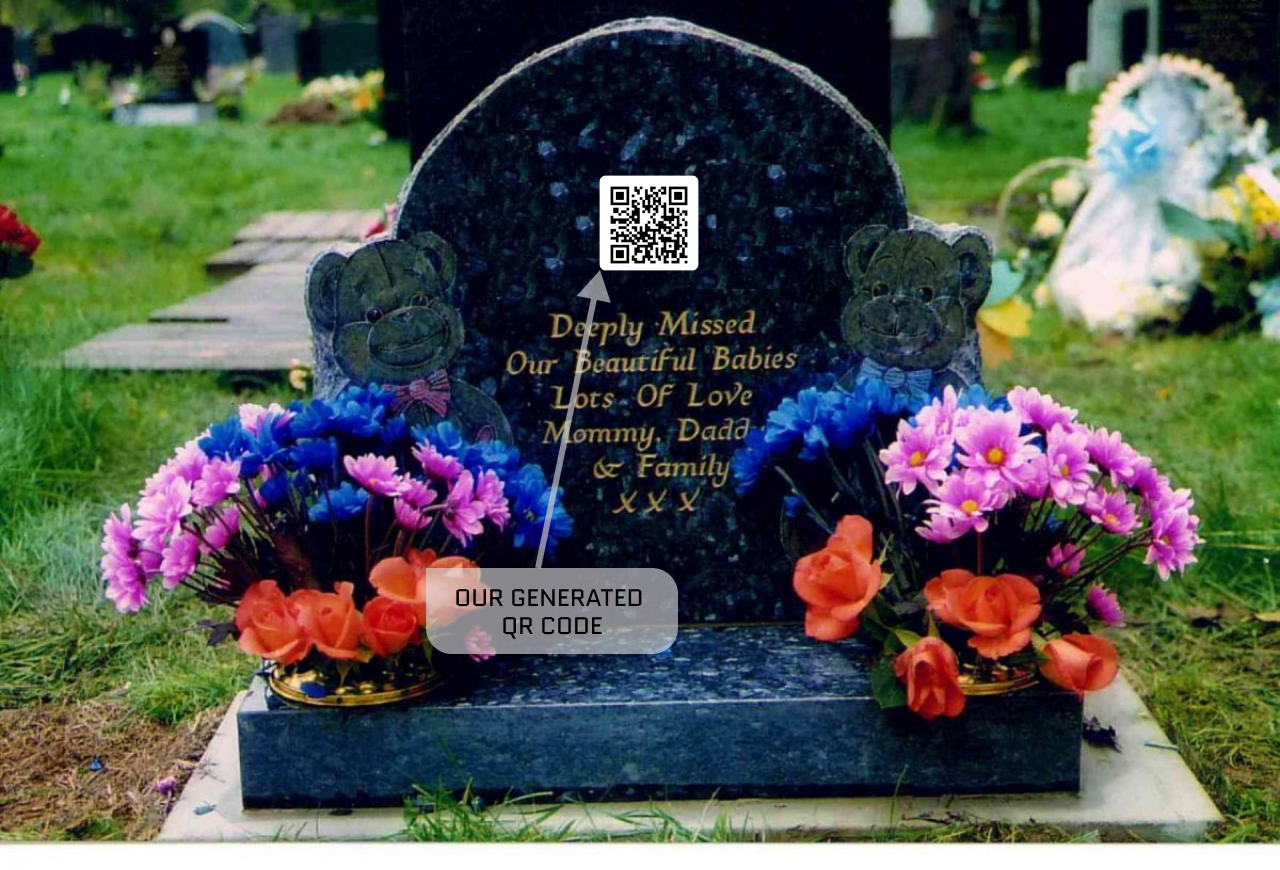 Deeply Missed
Our Beautiful Babies
Lots Of Love
Mommy, Dadd
& Family
X X X
OUR GENERATED
QR CODE